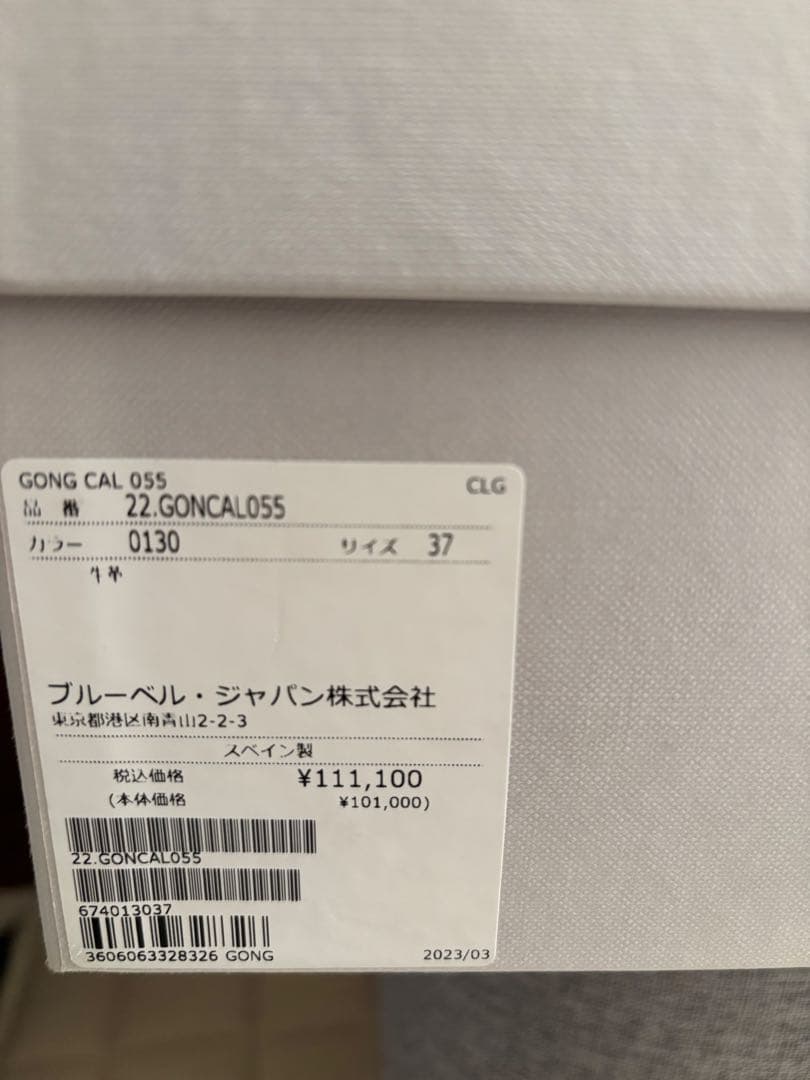 GONG CAL 055
CLG
品 番 22.GONCAL055
カラー 0130 サイズ 37
牛革
ブルーベル・ジャパン株式会社
東京都港区南青山2-2-3
スペイン製
税込価格 ¥111,100
(本体価格 ¥101,000)
22.GONCAL055
674013037
3606063328326 GONG
2023/03